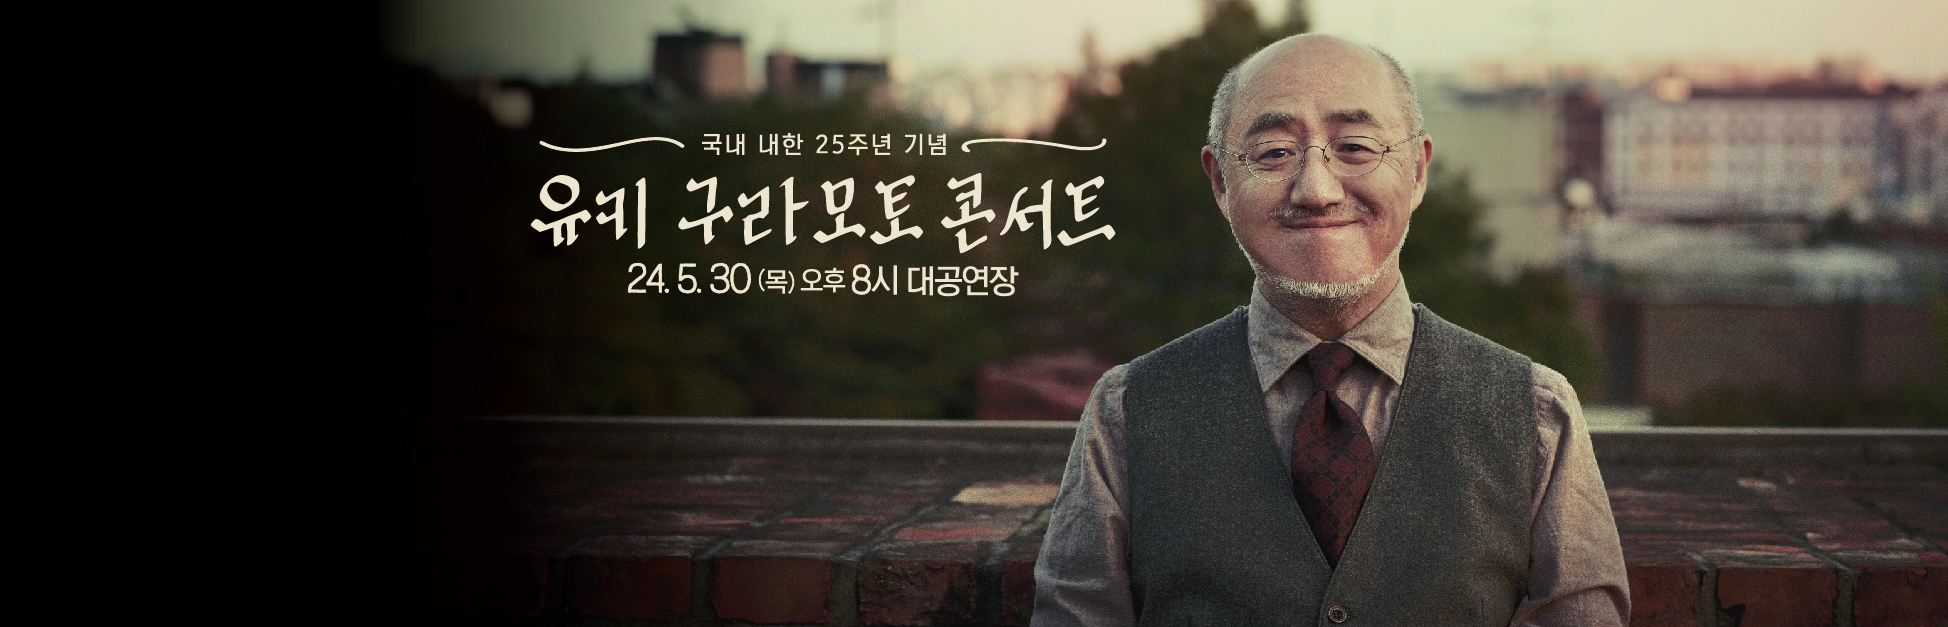 국내 내한 25주년 기념
유키 구라모토 콘서트
24. 5. 30 (목) 오후 8시 대공연장